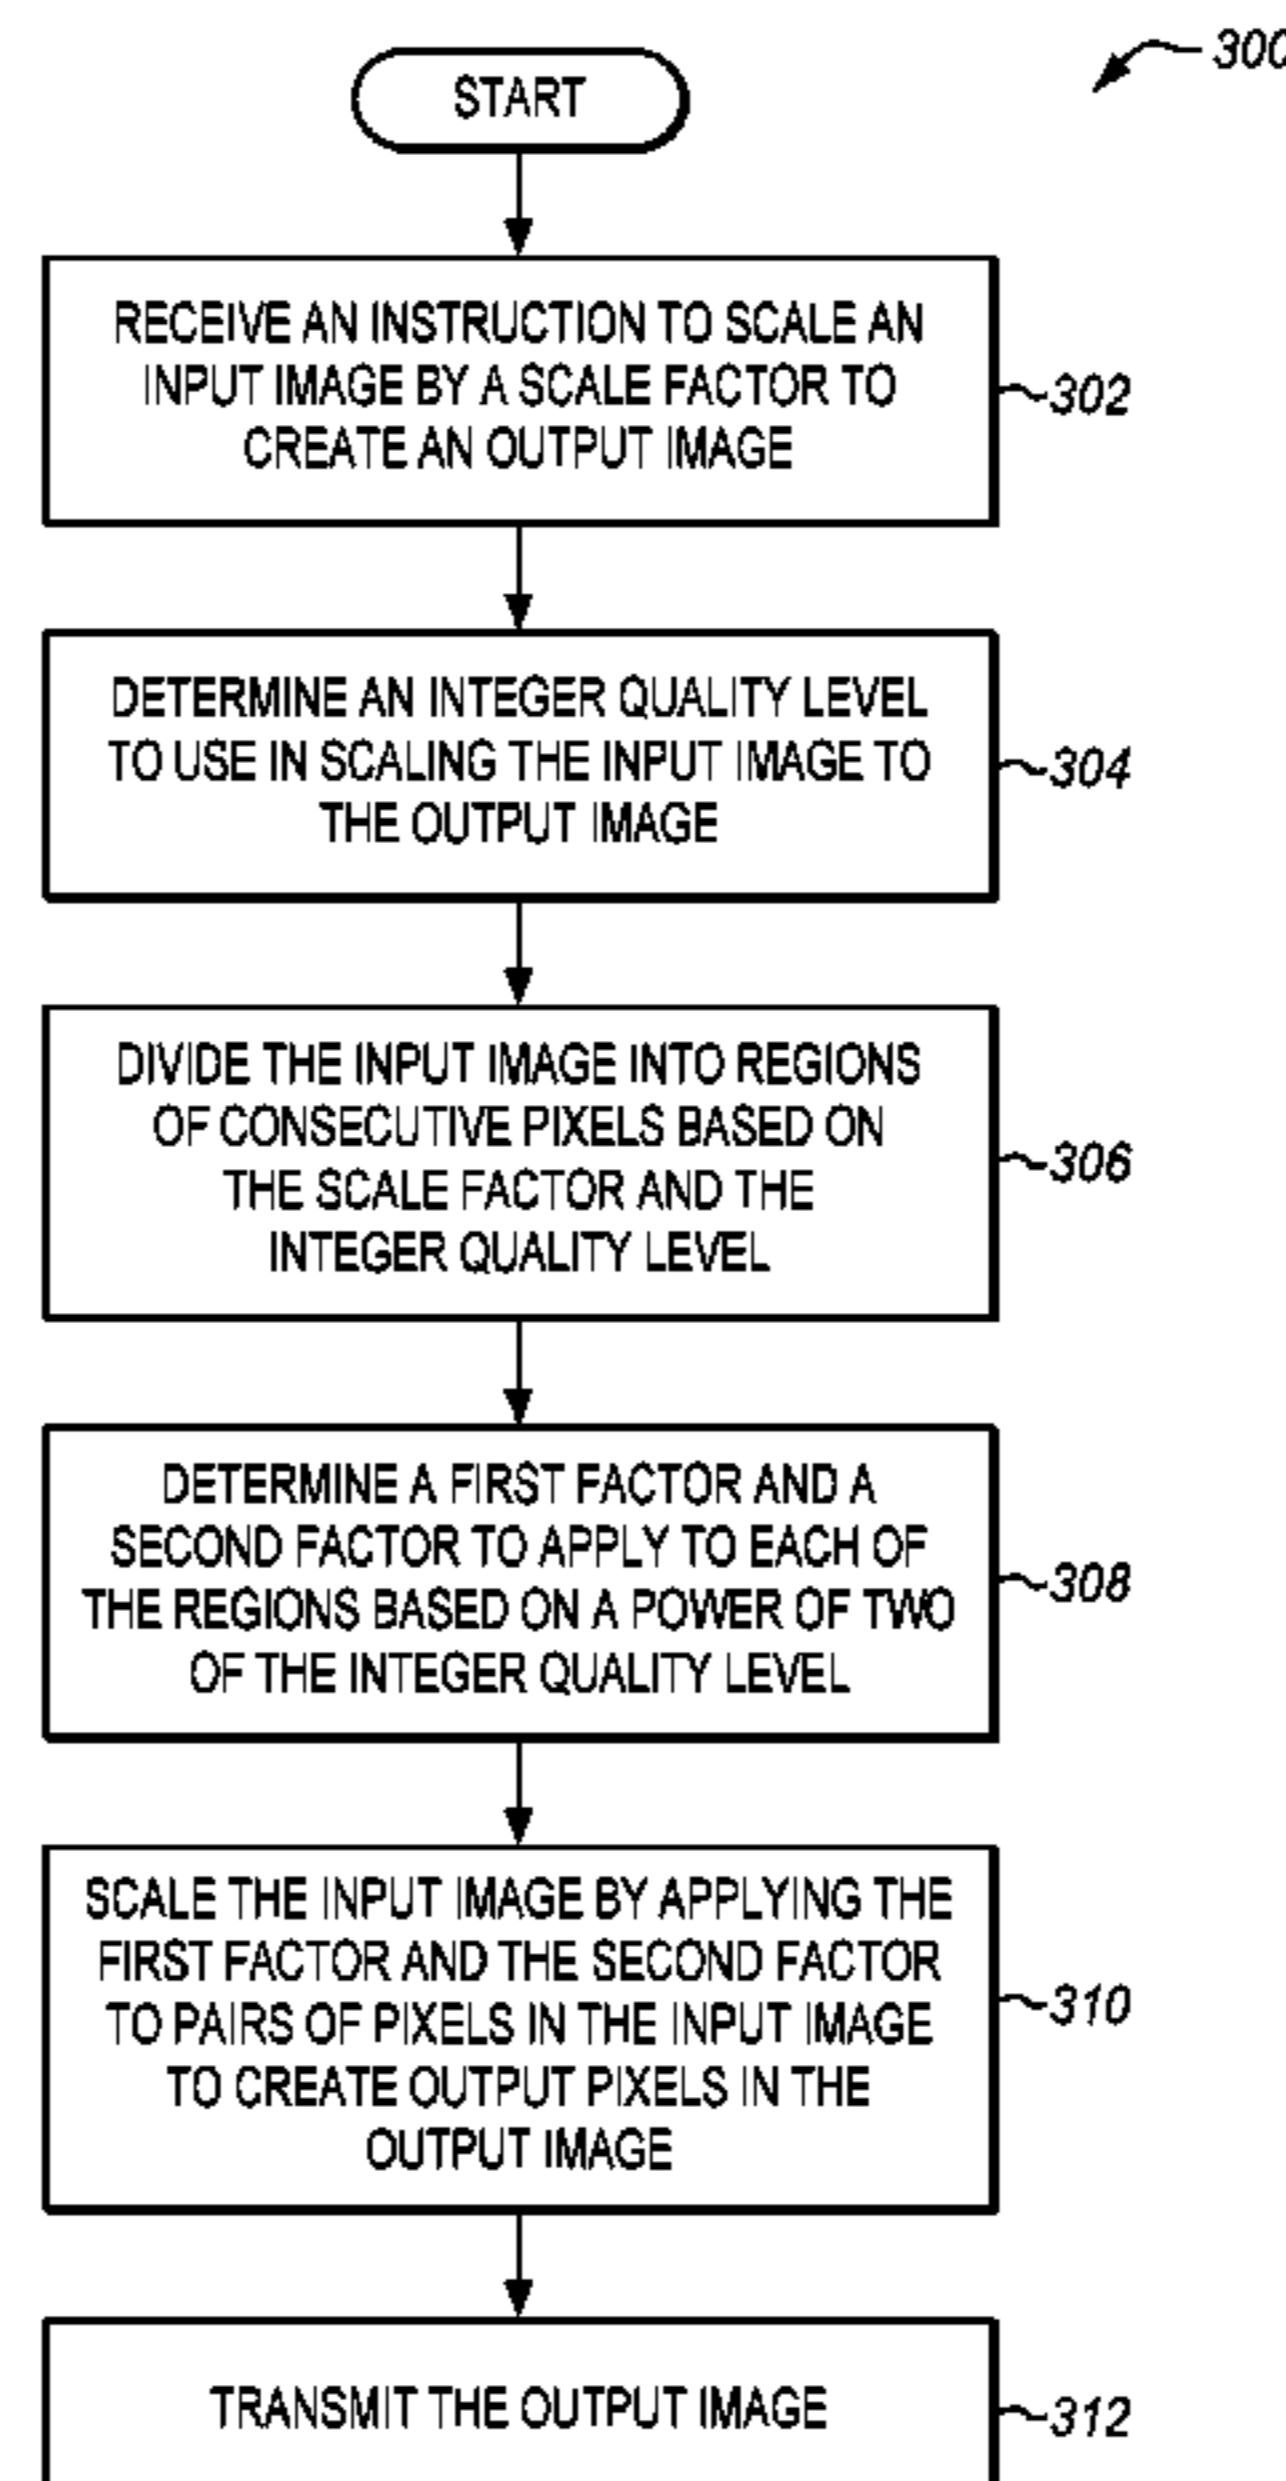 300
START
RECEIVE AN INSTRUCTION TO SCALE AN
INPUT IMAGE BY A SCALE FACTOR TO
CREATE AN OUTPUT IMAGE
302
DETERMINE AN INTEGER QUALITY LEVEL
TO USE IN SCALING THE INPUT IMAGE TO
THE OUTPUT IMAGE
304
DIVIDE THE INPUT IMAGE INTO REGIONS
OF CONSECUTIVE PIXELS BASED ON
THE SCALE FACTOR AND THE
INTEGER QUALITY LEVEL
306
DETERMINE A FIRST FACTOR AND A
SECOND FACTOR TO APPLY TO EACH OF
THE REGIONS BASED ON A POWER OF TWO
OF THE INTEGER QUALITY LEVEL
308
SCALE THE INPUT IMAGE BY APPLYING THE
FIRST FACTOR AND THE SECOND FACTOR
TO PAIRS OF PIXELS IN THE INPUT IMAGE
TO CREATE OUTPUT PIXELS IN THE
OUTPUT IMAGE
310
TRANSMIT THE OUTPUT IMAGE
312